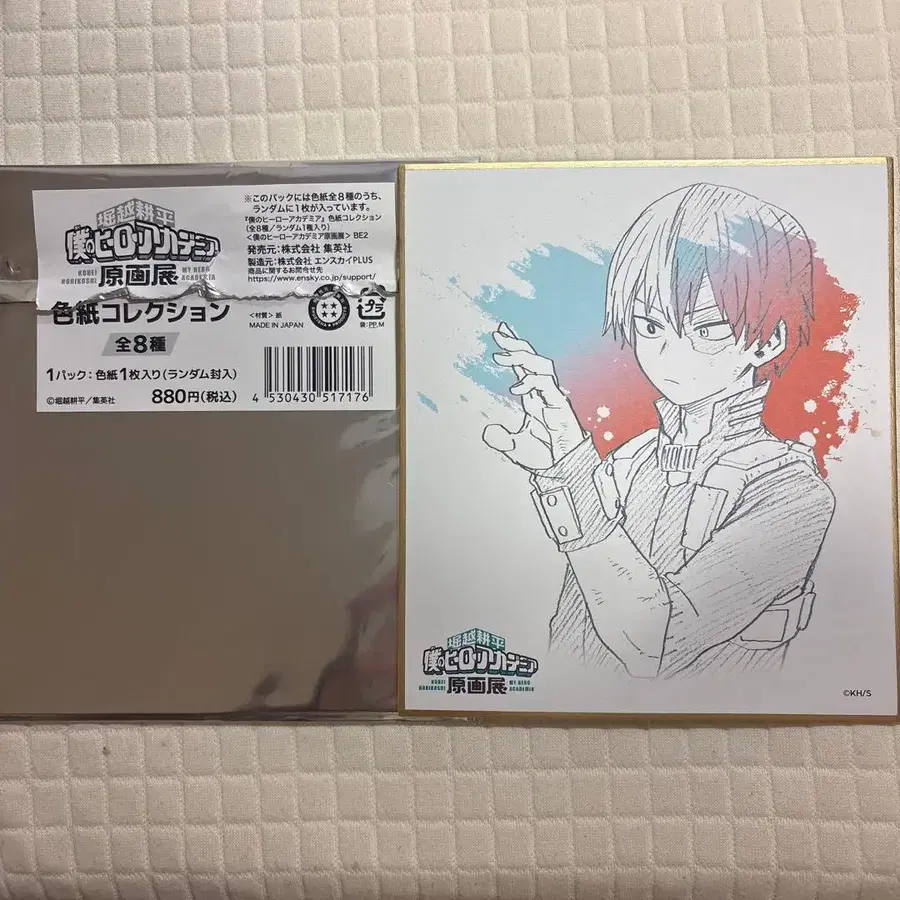 堀越耕平
僕のヒーローアカデミア
KOHEI HORIKOSHI
MY HERO ACADEMIA
原画展
色紙コレクション
全8種
1パック：色紙1枚入り(ランダム封入)
©堀越耕平／集英社
880円(税込)
※このパックには色紙全8種のうち、
ランダムに1枚が入っています。
『僕のヒーローアカデミア』色紙コレクション
(全8種／ランダム1種入り)
＜僕のヒーローアカデミア原画展＞ BE2
発売元：株式会社 集英社
製造元：株式会社 エンスカイPLUS
商品に関するお問合せ先
https://www.ensky.co.jp/support/
＜材質＞紙
MADE IN JAPAN
プラ
袋:PP,M
4 530430 517176
堀越耕平
僕のヒーローアカデミア
KOHEI HORIKOSHI
MY HERO ACADEMIA
原画展
©KH/S